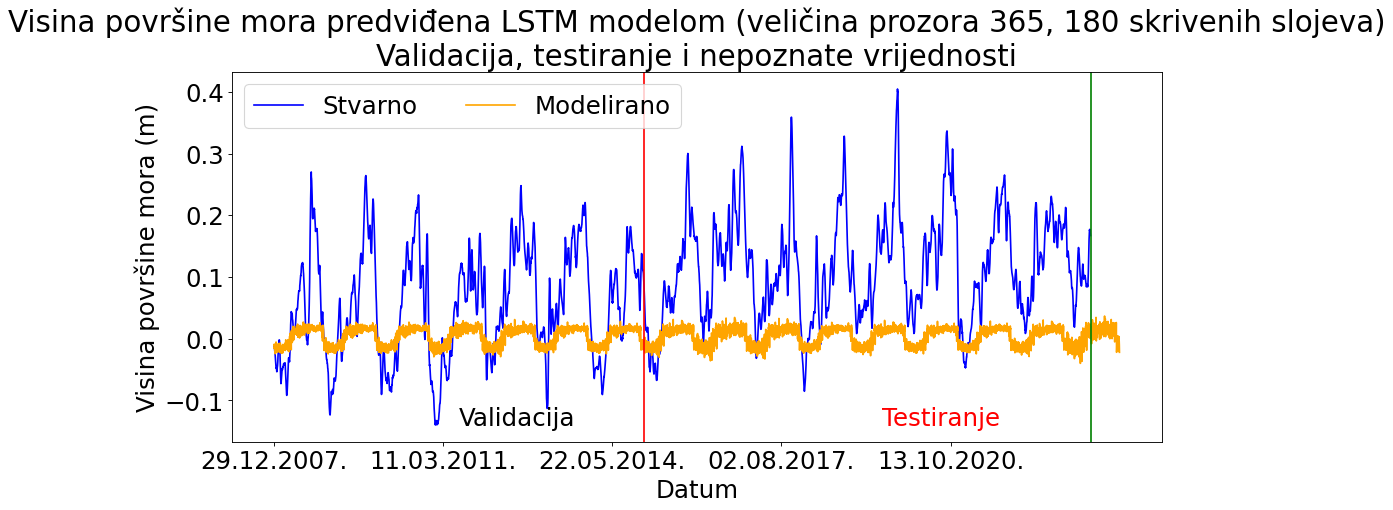 Visina površine mora predviđena LSTM modelom (veličina prozora 365, 180 skrivenih slojeva)
Validacija, testiranje i nepoznate vrijednosti
Stvarno
Modelirano
Visina površine mora (m)
0.4
0.3
0.2
0.1
0.0
−0.1
Validacija
Testiranje
29.12.2007.
11.03.2011.
22.05.2014.
02.08.2017.
13.10.2020.
Datum